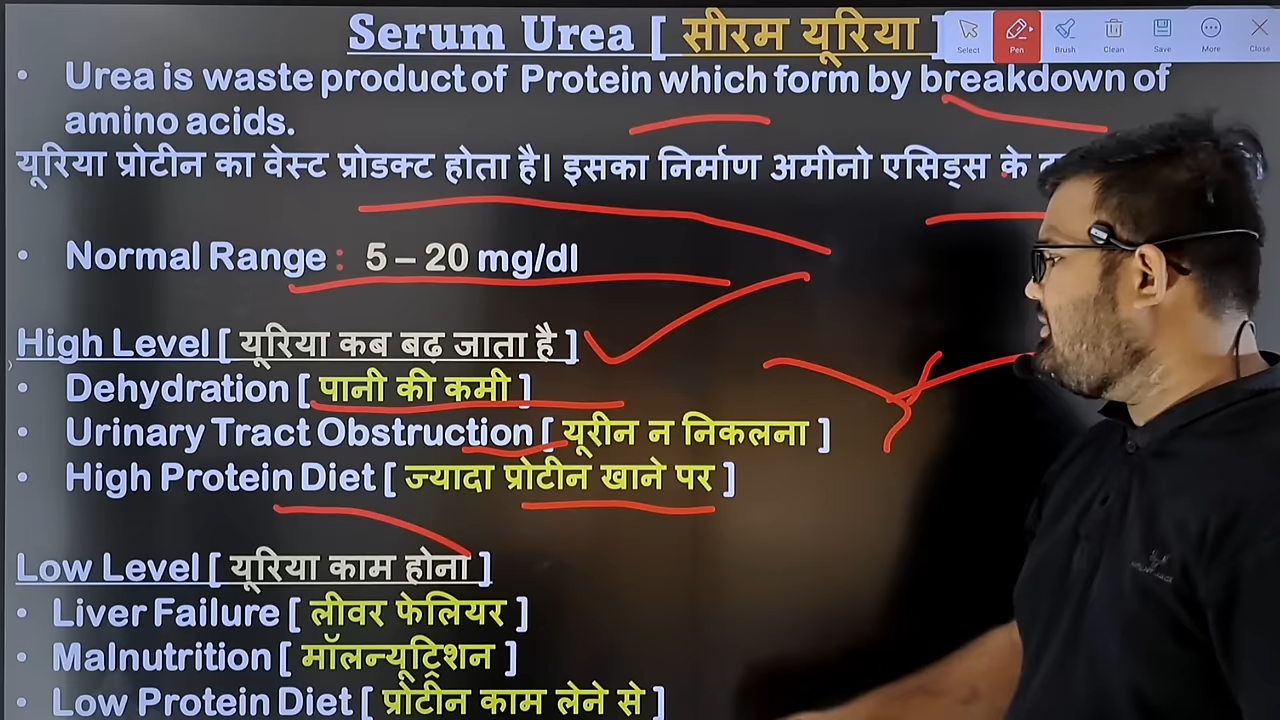 Serum Urea [ सीरम यूरिया ]
Select Pen Brush Clean Save More Close
• Urea is waste product of Protein which form by breakdown of
amino acids.
यूरिया प्रोटीन का वेस्ट प्रोडक्ट होता है। इसका निर्माण अमीनो एसिड्स के
• Normal Range : 5 – 20 mg/dl
High Level [ यूरिया कब बढ़ जाता है ]
• Dehydration [ पानी की कमी ]
• Urinary Tract Obstruction [ यूरीन न निकलना ]
• High Protein Diet [ ज्यादा प्रोटीन खाने पर ]
Low Level [ यूरिया काम होना ]
• Liver Failure [ लीवर फेलियर ]
• Malnutrition [ मॉलन्यूट्रिशन ]
• Low Protein Diet [ प्रोटीन काम लेने से ]